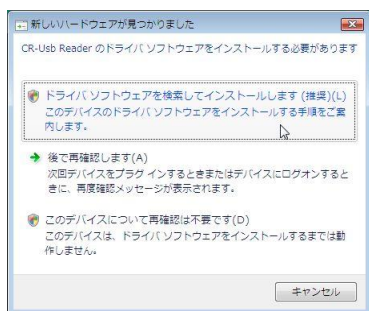 新しいハードウェアが見つかりました
CR-Usb Reader のドライバ ソフトウェアをインストールする必要があります
ドライバ ソフトウェアを検索してインストールします (推奨)(L)
このデバイスのドライバ ソフトウェアをインストールする手順をご案
内します。
後で再確認します(A)
次回デバイスをプラグ インするときまたはデバイスにログオンすると
きに、再度確認メッセージが表示されます。
このデバイスについて再確認は不要です(D)
このデバイスは、ドライバ ソフトウェアをインストールするまでは動
作しません。
キャンセル